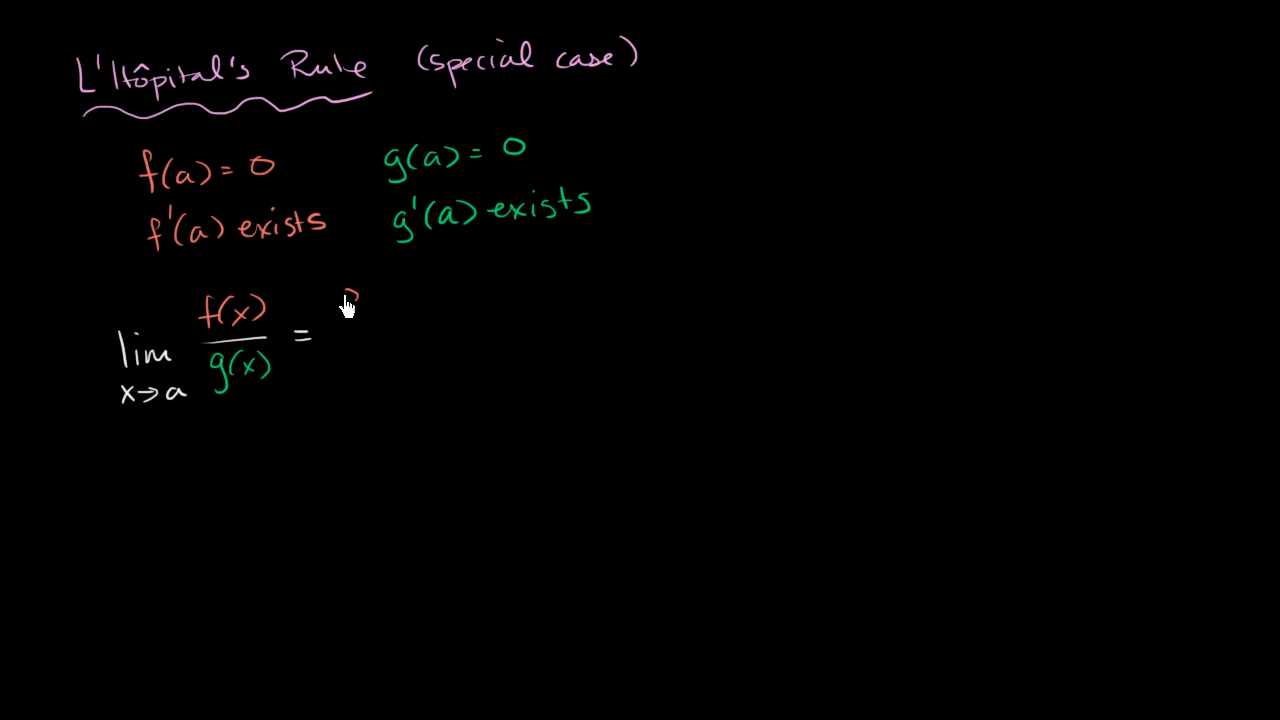 L'Hôpital's Rule (special case)
f(a) = 0 g(a) = 0
f'(a) exists g'(a) exists
lim x→a f(x)/g(x) =